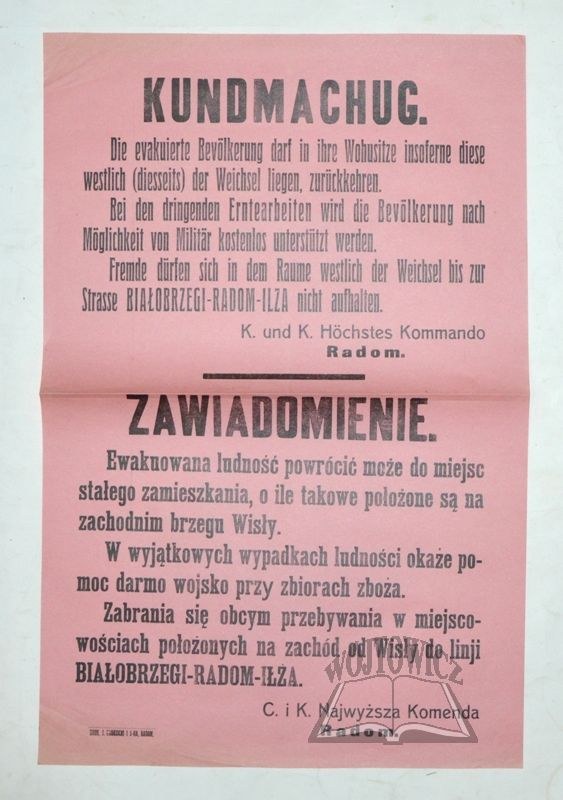 KUNDMACHUG.
Die evakuierte Bevölkerung darf in ihre Wohusitze insoferne diese
westlich (diesseits) der Weichsel liegen, zurückkehren.
Bei den dringenden Erntearbeiten wird die Bevölkerung nach
Möglichkeit von Militär kostenlos unterstützt werden.
Fremde dürfen sich in dem Raume westlich der Weichsel bis zur
Strasse BIAŁOBRZEGI-RADOM-IŁZA nicht aufhalten.
K. und K. Höchstes Kommando
Radom.
ZAWIADOMIENIE.
Ewakuowana ludność powrócić może do miejsc
stałego zamieszkania, o ile takowe położone są na
zachodnim brzegu Wisły.
W wyjątkowych wypadkach ludności okaże po-
moc darmo wojsko przy zbiorach zboża.
Zabrania się obcym przebywania w miejsco-
wościach położonych na zachód od Wisły do linji
BIAŁOBRZEGI-RADOM-IŁŻA.
C. i K. Najwyższa Komenda
Radom.
WOJTOWICZ
RADOM.